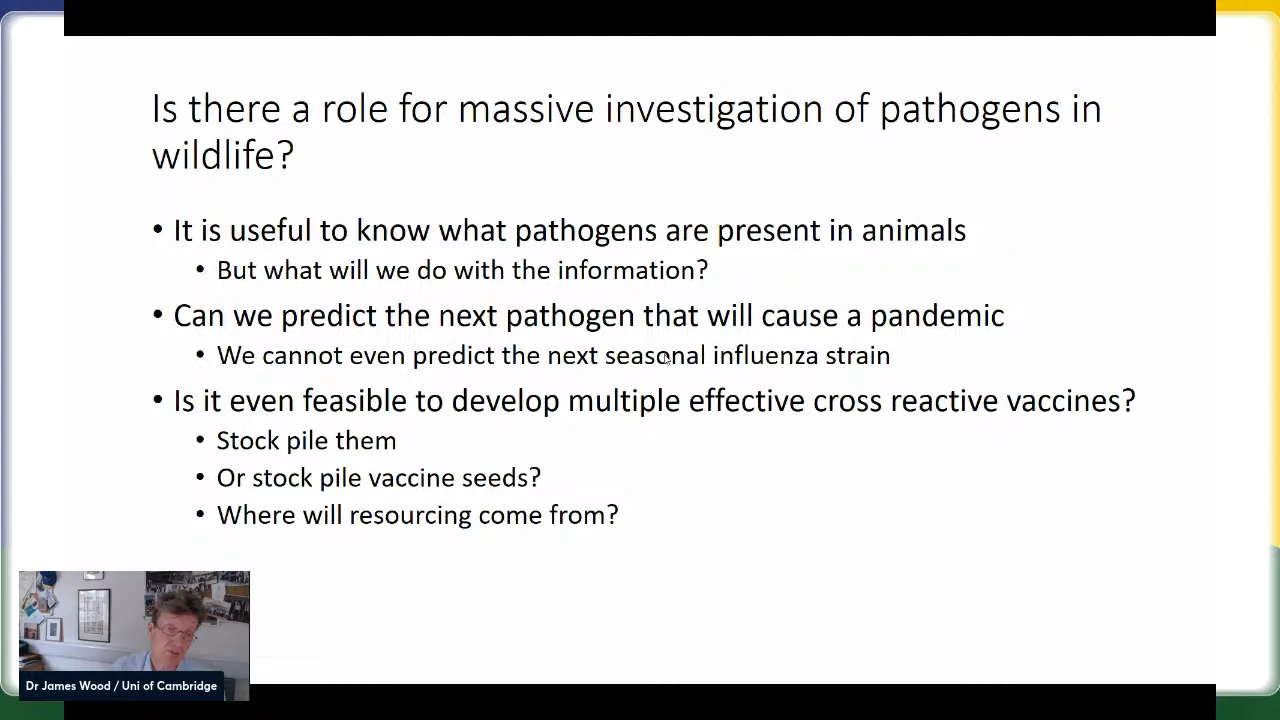 Is there a role for massive investigation of pathogens in
wildlife?
• It is useful to know what pathogens are present in animals
• But what will we do with the information?
• Can we predict the next pathogen that will cause a pandemic
• We cannot even predict the next seasonal influenza strain
• Is it even feasible to develop multiple effective cross reactive vaccines?
• Stock pile them
• Or stock pile vaccine seeds?
• Where will resourcing come from?
Dr James Wood / Uni of Cambridge